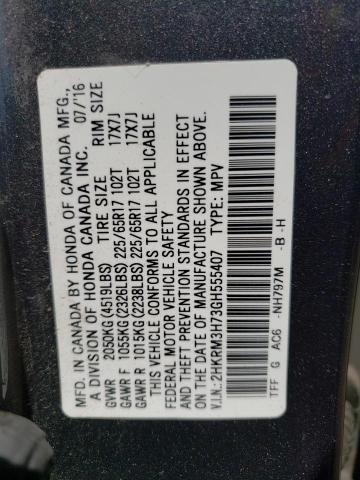 MFD. IN CANADA BY HONDA OF CANADA MFG.,
A DIVISION OF HONDA CANADA INC. 07/'16
TIRE SIZE RIM SIZE
GVWR 2050KG(4519LBS)
GAWR F 1055KG(2326LBS) 225/65R17 102T 17X7J
GAWR R 1015KG(2238LBS) 225/65R17 102T 17X7J
THIS VEHICLE CONFORMS TO ALL APPLICABLE
FEDERAL MOTOR VEHICLE SAFETY
AND THEFT PREVENTION STANDARDS IN EFFECT
ON THE DATE OF MANUFACTURE SHOWN ABOVE.
V.I.N.:2HKRM3H73GH555407 TYPE: MPV
TFF G AC6 -NH797M -B -H